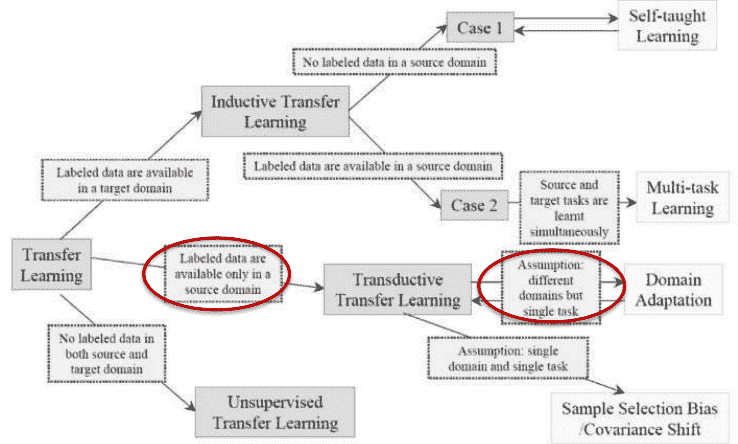 Case 1
Self-taught
Learning
No labeled data in a source domain
Inductive Transfer
Learning
Labeled data are available
in a target domain
Labeled data are available in a source domain
Case 2
Source and
target tasks are
learnt
simultaneously
Multi-task
Learning
Transfer
Learning
Labeled data are
available only in a
source domain
Transductive
Transfer Learning
Assumption:
different
domains but
single task
Domain
Adaptation
No labeled data in
both source and
target domain
Assumption: single
domain and single task
Unsupervised
Transfer Learning
Sample Selection Bias
/Covariance Shift